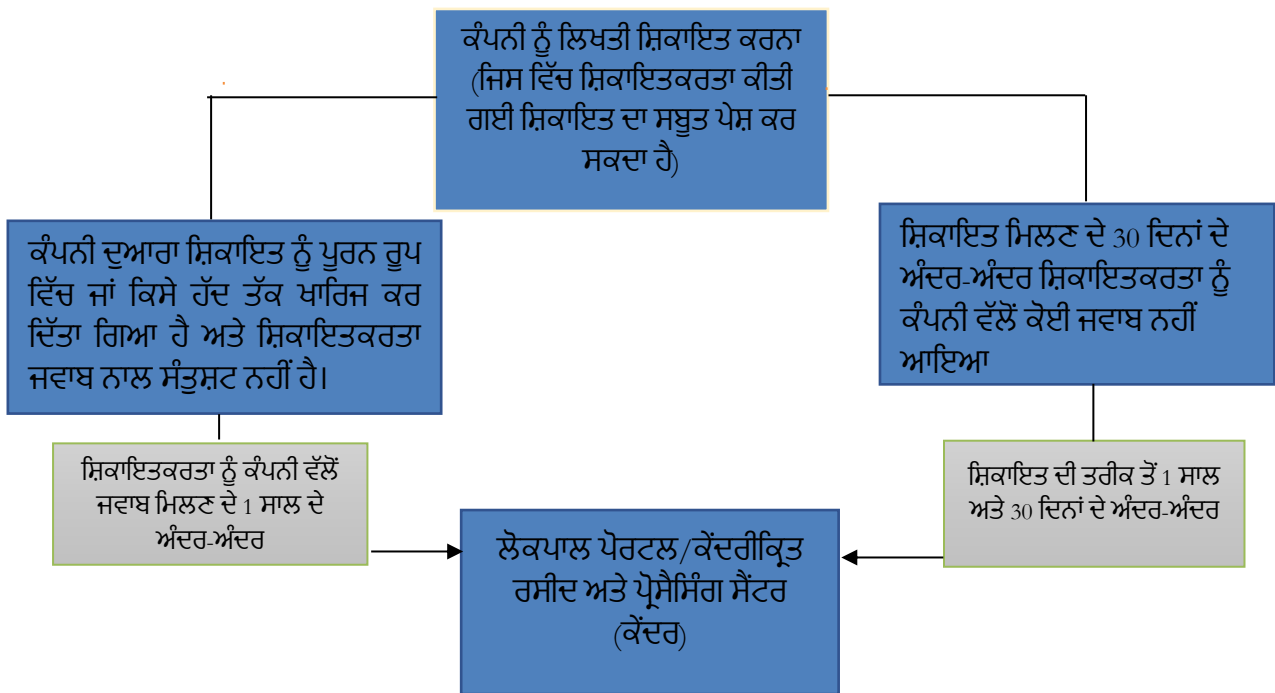 ਕੰਪਨੀ ਨੂੰ ਲਿਖਤੀ ਸ਼ਿਕਾਇਤ ਕਰਨਾ
(ਜਿਸ ਵਿੱਚ ਸ਼ਿਕਾਇਤਕਰਤਾ ਕੀਤੀ
ਗਈ ਸ਼ਿਕਾਇਤ ਦਾ ਸਬੂਤ ਪੇਸ਼ ਕਰ
ਸਕਦਾ ਹੈ)
ਕੰਪਨੀ ਦੁਆਰਾ ਸ਼ਿਕਾਇਤ ਨੂੰ ਪੂਰਨ ਰੂਪ
ਵਿੱਚ ਜਾਂ ਕਿਸੇ ਹੱਦ ਤੱਕ ਖਾਰਿਜ ਕਰ
ਦਿੱਤਾ ਗਿਆ ਹੈ ਅਤੇ ਸ਼ਿਕਾਇਤਕਰਤਾ
ਜਵਾਬ ਨਾਲ ਸੰਤੁਸ਼ਟ ਨਹੀਂ ਹੈ।
ਸ਼ਿਕਾਇਤ ਮਿਲਣ ਦੇ 30 ਦਿਨਾਂ ਦੇ
ਅੰਦਰ-ਅੰਦਰ ਸ਼ਿਕਾਇਤਕਰਤਾ ਨੂੰ
ਕੰਪਨੀ ਵੱਲੋਂ ਕੋਈ ਜਵਾਬ ਨਹੀਂ
ਆਇਆ
ਸ਼ਿਕਾਇਤਕਰਤਾ ਨੂੰ ਕੰਪਨੀ ਵੱਲੋਂ
ਜਵਾਬ ਮਿਲਣ ਦੇ 1 ਸਾਲ ਦੇ
ਅੰਦਰ-ਅੰਦਰ
ਸ਼ਿਕਾਇਤ ਦੀ ਤਰੀਕ ਤੋਂ 1 ਸਾਲ
ਅਤੇ 30 ਦਿਨਾਂ ਦੇ ਅੰਦਰ-ਅੰਦਰ
ਲੋਕਪਾਲ ਪੋਰਟਲ/ਕੇਂਦਰੀਕ੍ਰਿਤ
ਰਸੀਦ ਅਤੇ ਪ੍ਰੋਸੈਸਿੰਗ ਸੈਂਟਰ
(ਕੇਂਦਰ)